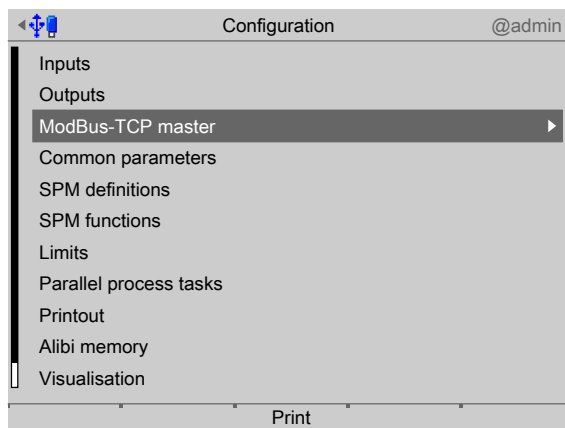 Configuration @admin
Inputs
Outputs
ModBus-TCP master
Common parameters
SPM definitions
SPM functions
Limits
Parallel process tasks
Printout
Alibi memory
Visualisation
Print